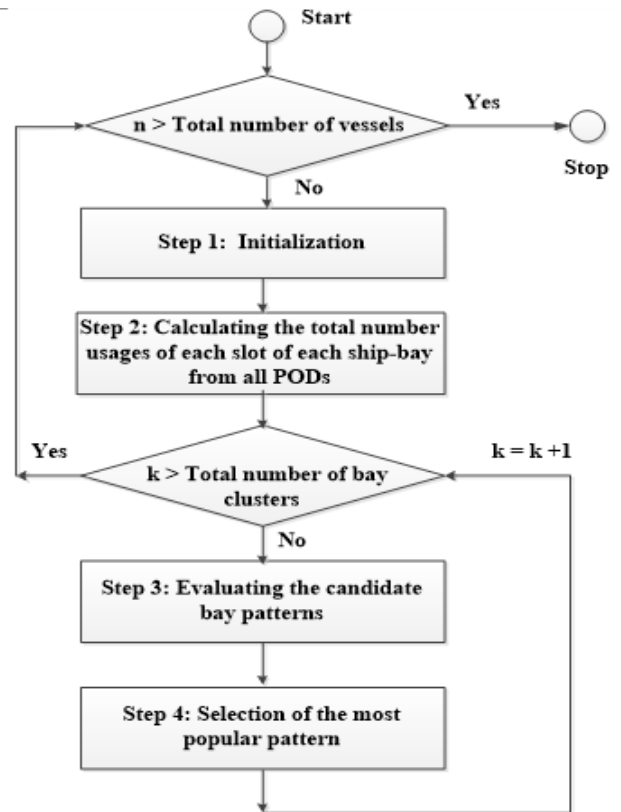 Start
n > Total number of vessels
Yes
Stop
No
Step 1: Initialization
Step 2: Calculating the total number
usages of each slot of each ship-bay
from all PODs
Yes
k > Total number of bay
clusters
k = k +1
No
Step 3: Evaluating the candidate
bay patterns
Step 4: Selection of the most
popular pattern